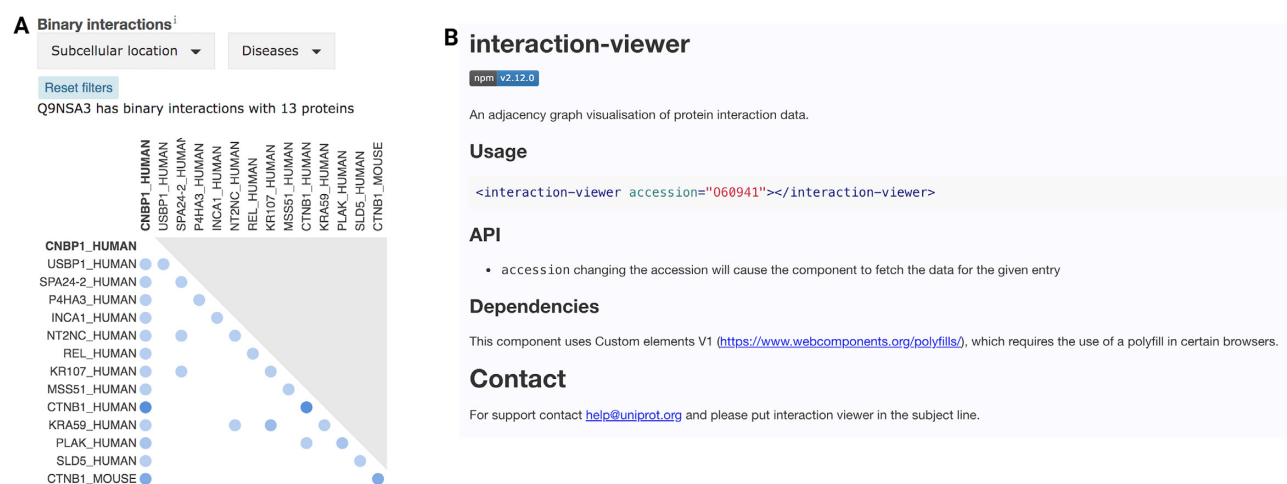 A
Binary interactions i
Subcellular location
Diseases
Reset filters
Q9NSA3 has binary interactions with 13 proteins
CNBP1_HUMAN
USBP1_HUMAN
SPA24-2_HUMAN
P4HA3_HUMAN
INCA1_HUMAN
NT2NC_HUMAN
REL_HUMAN
KR107_HUMAN
MSS51_HUMAN
CTNB1_HUMAN
KRA59_HUMAN
PLAK_HUMAN
SLD5_HUMAN
CTNB1_MOUSE
CNBP1_HUMAN
USBP1_HUMAN
SPA24-2_HUMAN
P4HA3_HUMAN
INCA1_HUMAN
NT2NC_HUMAN
REL_HUMAN
KR107_HUMAN
MSS51_HUMAN
CTNB1_HUMAN
KRA59_HUMAN
PLAK_HUMAN
SLD5_HUMAN
CTNB1_MOUSE
B
interaction-viewer
npm v2.12.0
An adjacency graph visualisation of protein interaction data.
Usage
<interaction-viewer accession="O60941"></interaction-viewer>
API
• accession changing the accession will cause the component to fetch the data for the given entry
Dependencies
This component uses Custom elements V1 (https://www.webcomponents.org/polyfills/), which requires the use of a polyfill in certain browsers.
Contact
For support contact help@uniprot.org and please put interaction viewer in the subject line.